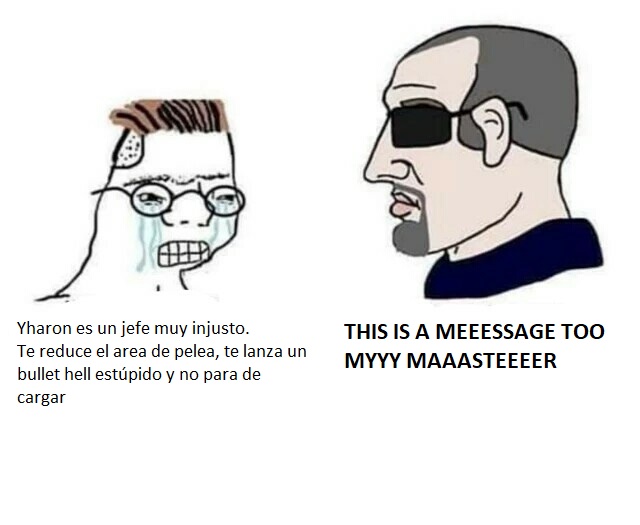 Yharon es un jefe muy injusto.
Te reduce el area de pelea, te lanza un
bullet hell estúpido y no para de
cargar
THIS IS A MEEESSAGE TOO
MYYY MAAASTEEEER